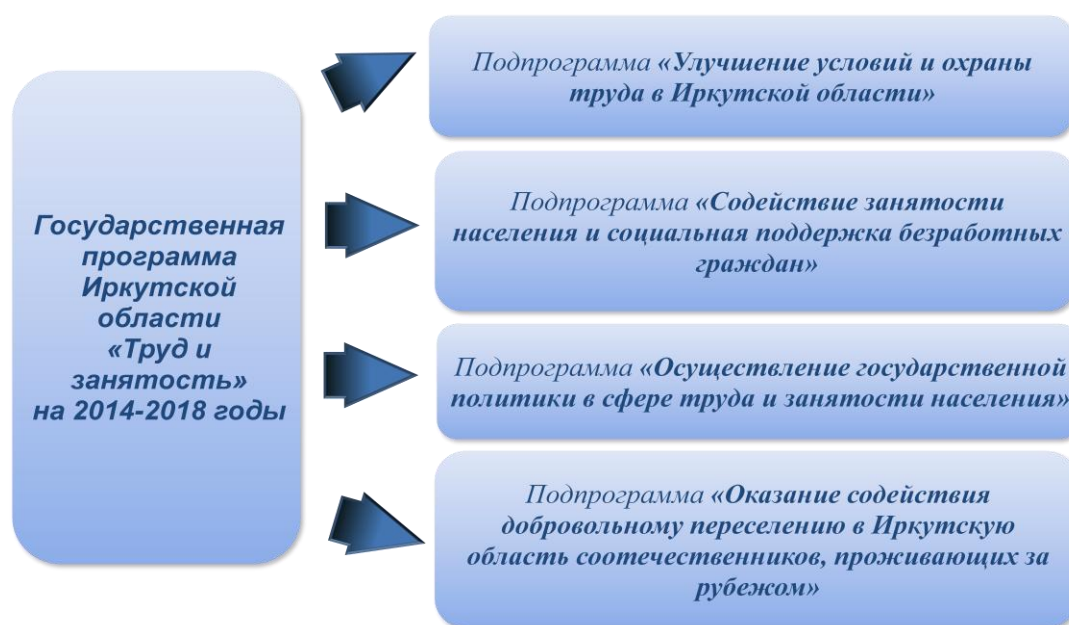 Государственная
программа
Иркутской
области
«Труд и
занятость»
на 2014-2018 годы
Подпрограмма «Улучшение условий и охраны
труда в Иркутской области»
Подпрограмма «Содействие занятости
населения и социальная поддержка безработных
граждан»
Подпрограмма «Осуществление государственной
политики в сфере труда и занятости населения»
Подпрограмма «Оказание содействия
добровольному переселению в Иркутскую
область соотечественников, проживающих за
рубежом»